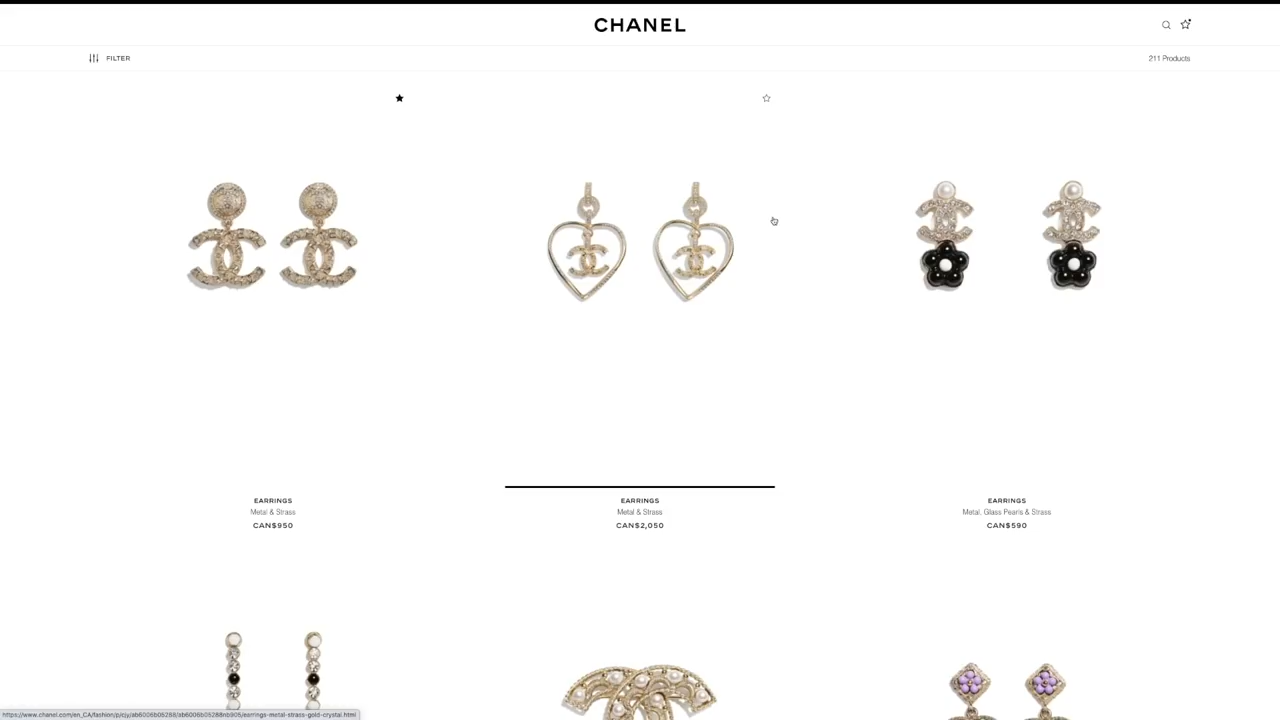 CHANEL
FILTER
211 Products
EARRINGS
Metal & Strass
CAN$950
EARRINGS
Metal & Strass
CAN$2,050
EARRINGS
Metal, Glass Pearls & Strass
CAN$590
https://www.chanel.com/en_CA/fashion/p/cjy/ab6006b05288/ab6006b05288nb905/earrings-metal-strass-gold-crystal.html